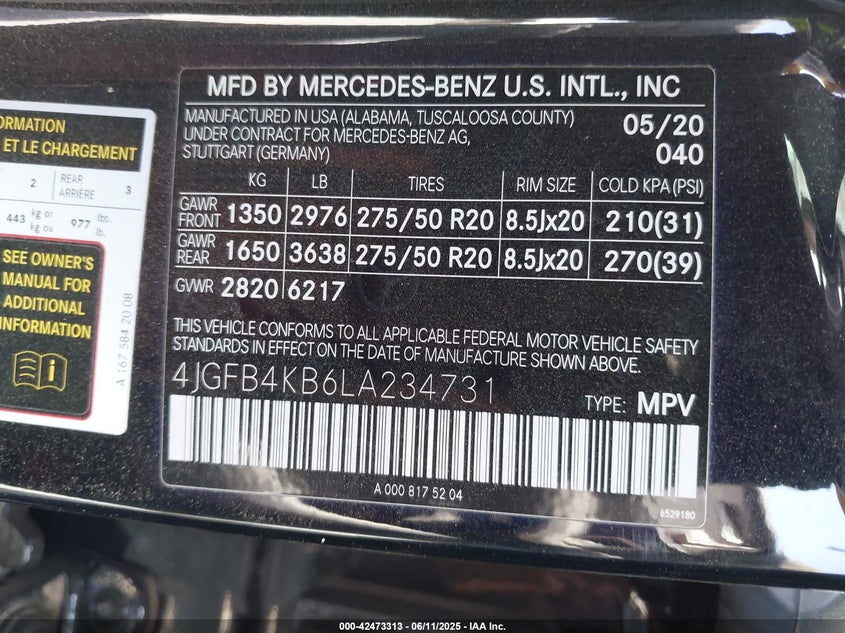 ORMATION
ET LE CHARGEMENT
2 REAR ARRIÈRE 3
443 kg or kg ou 977 lbs. lb.
SEE OWNER'S
MANUAL FOR
ADDITIONAL
INFORMATION
A 167 584 20 08
MFD BY MERCEDES-BENZ U.S. INTL., INC
MANUFACTURED IN USA (ALABAMA, TUSCALOOSA COUNTY) 05/20
UNDER CONTRACT FOR MERCEDES-BENZ AG,
STUTTGART (GERMANY) 040
KG LB TIRES RIM SIZE COLD KPA (PSI)
GAWR FRONT 1350 2976 275/50 R20 8.5Jx20 210(31)
GAWR REAR 1650 3638 275/50 R20 8.5Jx20 270(39)
GVWR 2820 6217
THIS VEHICLE CONFORMS TO ALL APPLICABLE FEDERAL MOTOR VEHICLE SAFETY
STANDARDS IN EFFECT ON THE DATE OF MANUFACTURE SHOWN ABOVE.
4JGFB4KB6LA234731
TYPE: MPV
A 000 817 52 04
6529180
000-42473313 - 06/11/2025 - IAA Inc.